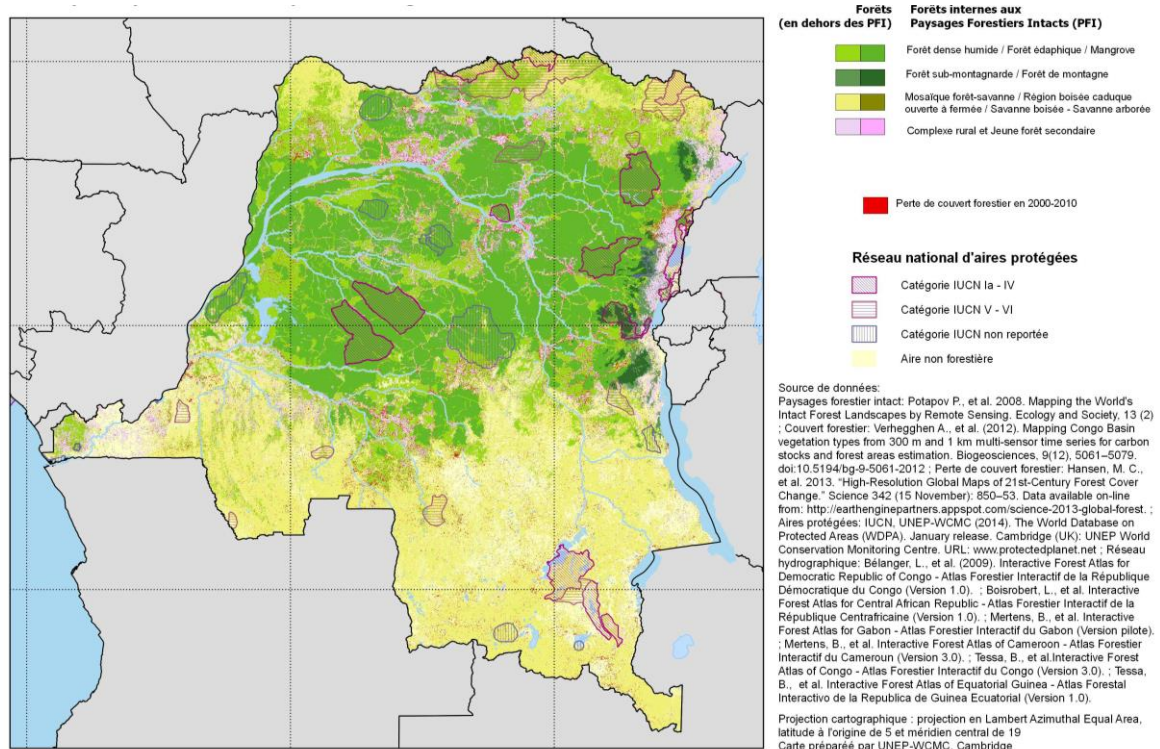 Forêts Forêts internes aux
(en dehors des PFI) Paysages Forestiers Intacts (PFI)
Forêt dense humide / Forêt édaphique / Mangrove
Forêt sub-montagnarde / Forêt de montagne
Mosaïque forêt-savanne / Région boisée caduque
ouverte à fermée / Savanne boisée - Savanne arborée
Complexe rural et Jeune forêt secondaire
Perte de couvert forestier en 2000-2010
Réseau national d'aires protégées
Catégorie IUCN Ia - IV
Catégorie IUCN V - VI
Catégorie IUCN non reportée
Aire non forestière
Source de données:
Paysages forestier intact: Potapov P., et al. 2008. Mapping the World's
Intact Forest Landscapes by Remote Sensing. Ecology and Society, 13 (2)
; Couvert forestier: Verhegghen A., et al. (2012). Mapping Congo Basin
vegetation types from 300 m and 1 km multi-sensor time series for carbon
stocks and forest areas estimation. Biogeosciences, 9(12), 5061–5079.
doi:10.5194/bg-9-5061-2012 ; Perte de couvert forestier: Hansen, M. C.,
et al. 2013. “High-Resolution Global Maps of 21st-Century Forest Cover
Change.” Science 342 (15 November): 850–53. Data available on-line
from: http://earthenginepartners.appspot.com/science-2013-global-forest. ;
Aires protégées: IUCN, UNEP-WCMC (2014). The World Database on
Protected Areas (WDPA). January release. Cambridge (UK): UNEP World
Conservation Monitoring Centre. URL: www.protectedplanet.net ; Réseau
hydrographique: Bélanger, L., et al. (2009). Interactive Forest Atlas for
Democratic Republic of Congo - Atlas Forestier Interactif de la République
Démocratique du Congo (Version 1.0). ; Boisrobert, L., et al. Interactive
Forest Atlas for Central African Republic - Atlas Forestier Interactif de la
République Centrafricaine (Version 1.0). ; Mertens, B., et al. Interactive
Forest Atlas for Gabon - Atlas Forestier Interactif du Gabon (Version pilote).
; Mertens, B., et al. Interactive Forest Atlas of Cameroon - Atlas Forestier
Interactif du Cameroun (Version 3.0). ; Tessa, B., et al.Interactive Forest
Atlas of Congo - Atlas Forestier Interactif du Congo (Version 3.0). ; Tessa,
B., et al. Interactive Forest Atlas of Equatorial Guinea - Atlas Forestal
Interactivo de la Republica de Guinea Ecuatorial (Version 1.0).
Projection cartographique : projection en Lambert Azimuthal Equal Area,
latitude à l'origine de 5 et méridien central de 19
Carte préparéé par UNEP-WCMC, Cambridge